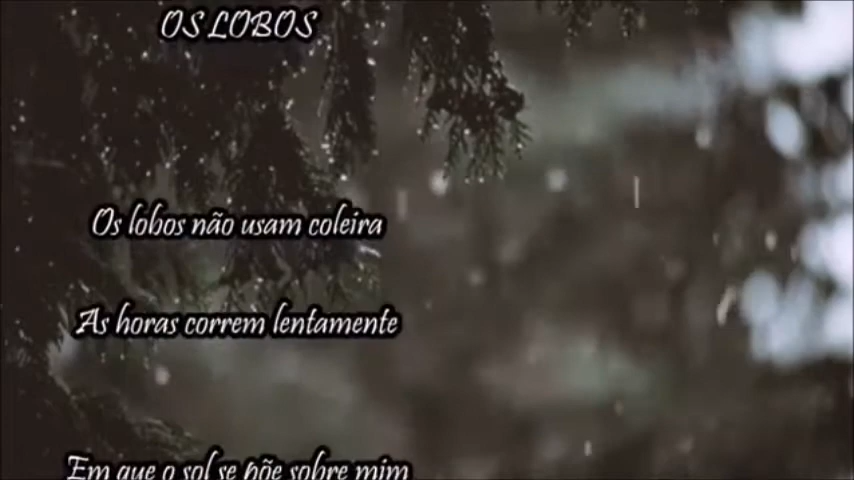 OS LOBOS
Os lobos não usam coleira
As horas correm lentamente
Em que o sol se põe sobre mim